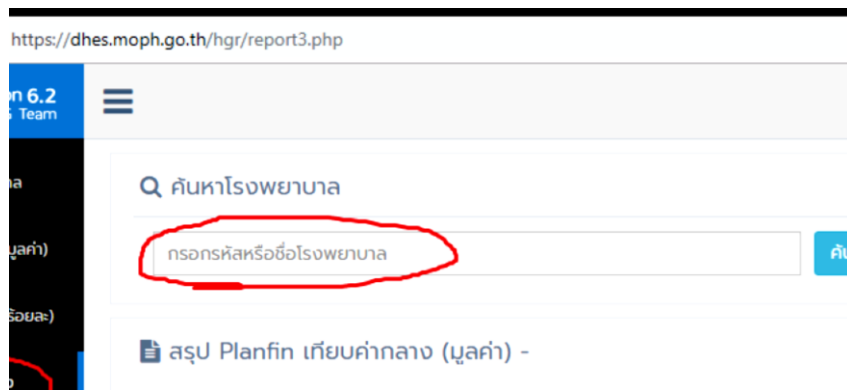 https://dhes.moph.go.th/hgr/report3.php
6.2
Team
ค้นหาโรงพยาบาล
กรอกรหัสหรือชื่อโรงพยาบาล
สรุป Planfin เทียบค่ากลาง (มูลค่า) -